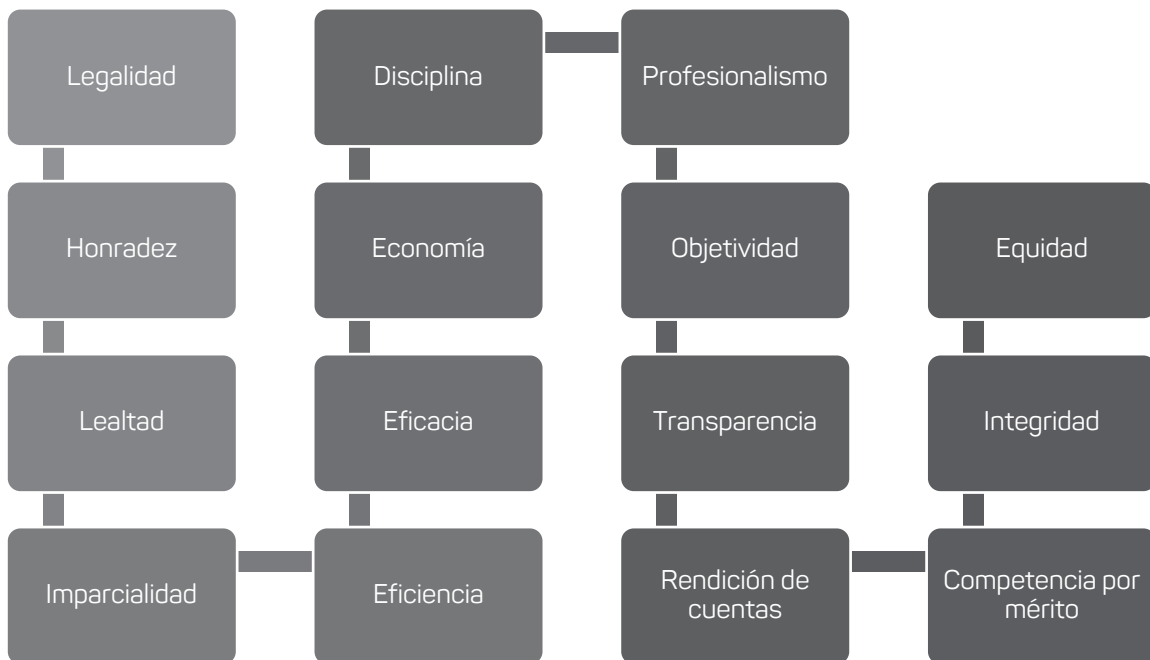 Legalidad
Honradez
Lealtad
Imparcialidad
Eficiencia
Eficacia
Economía
Disciplina
Profesionalismo
Objetividad
Transparencia
Rendición de
cuentas
Competencia por
mérito
Integridad
Equidad